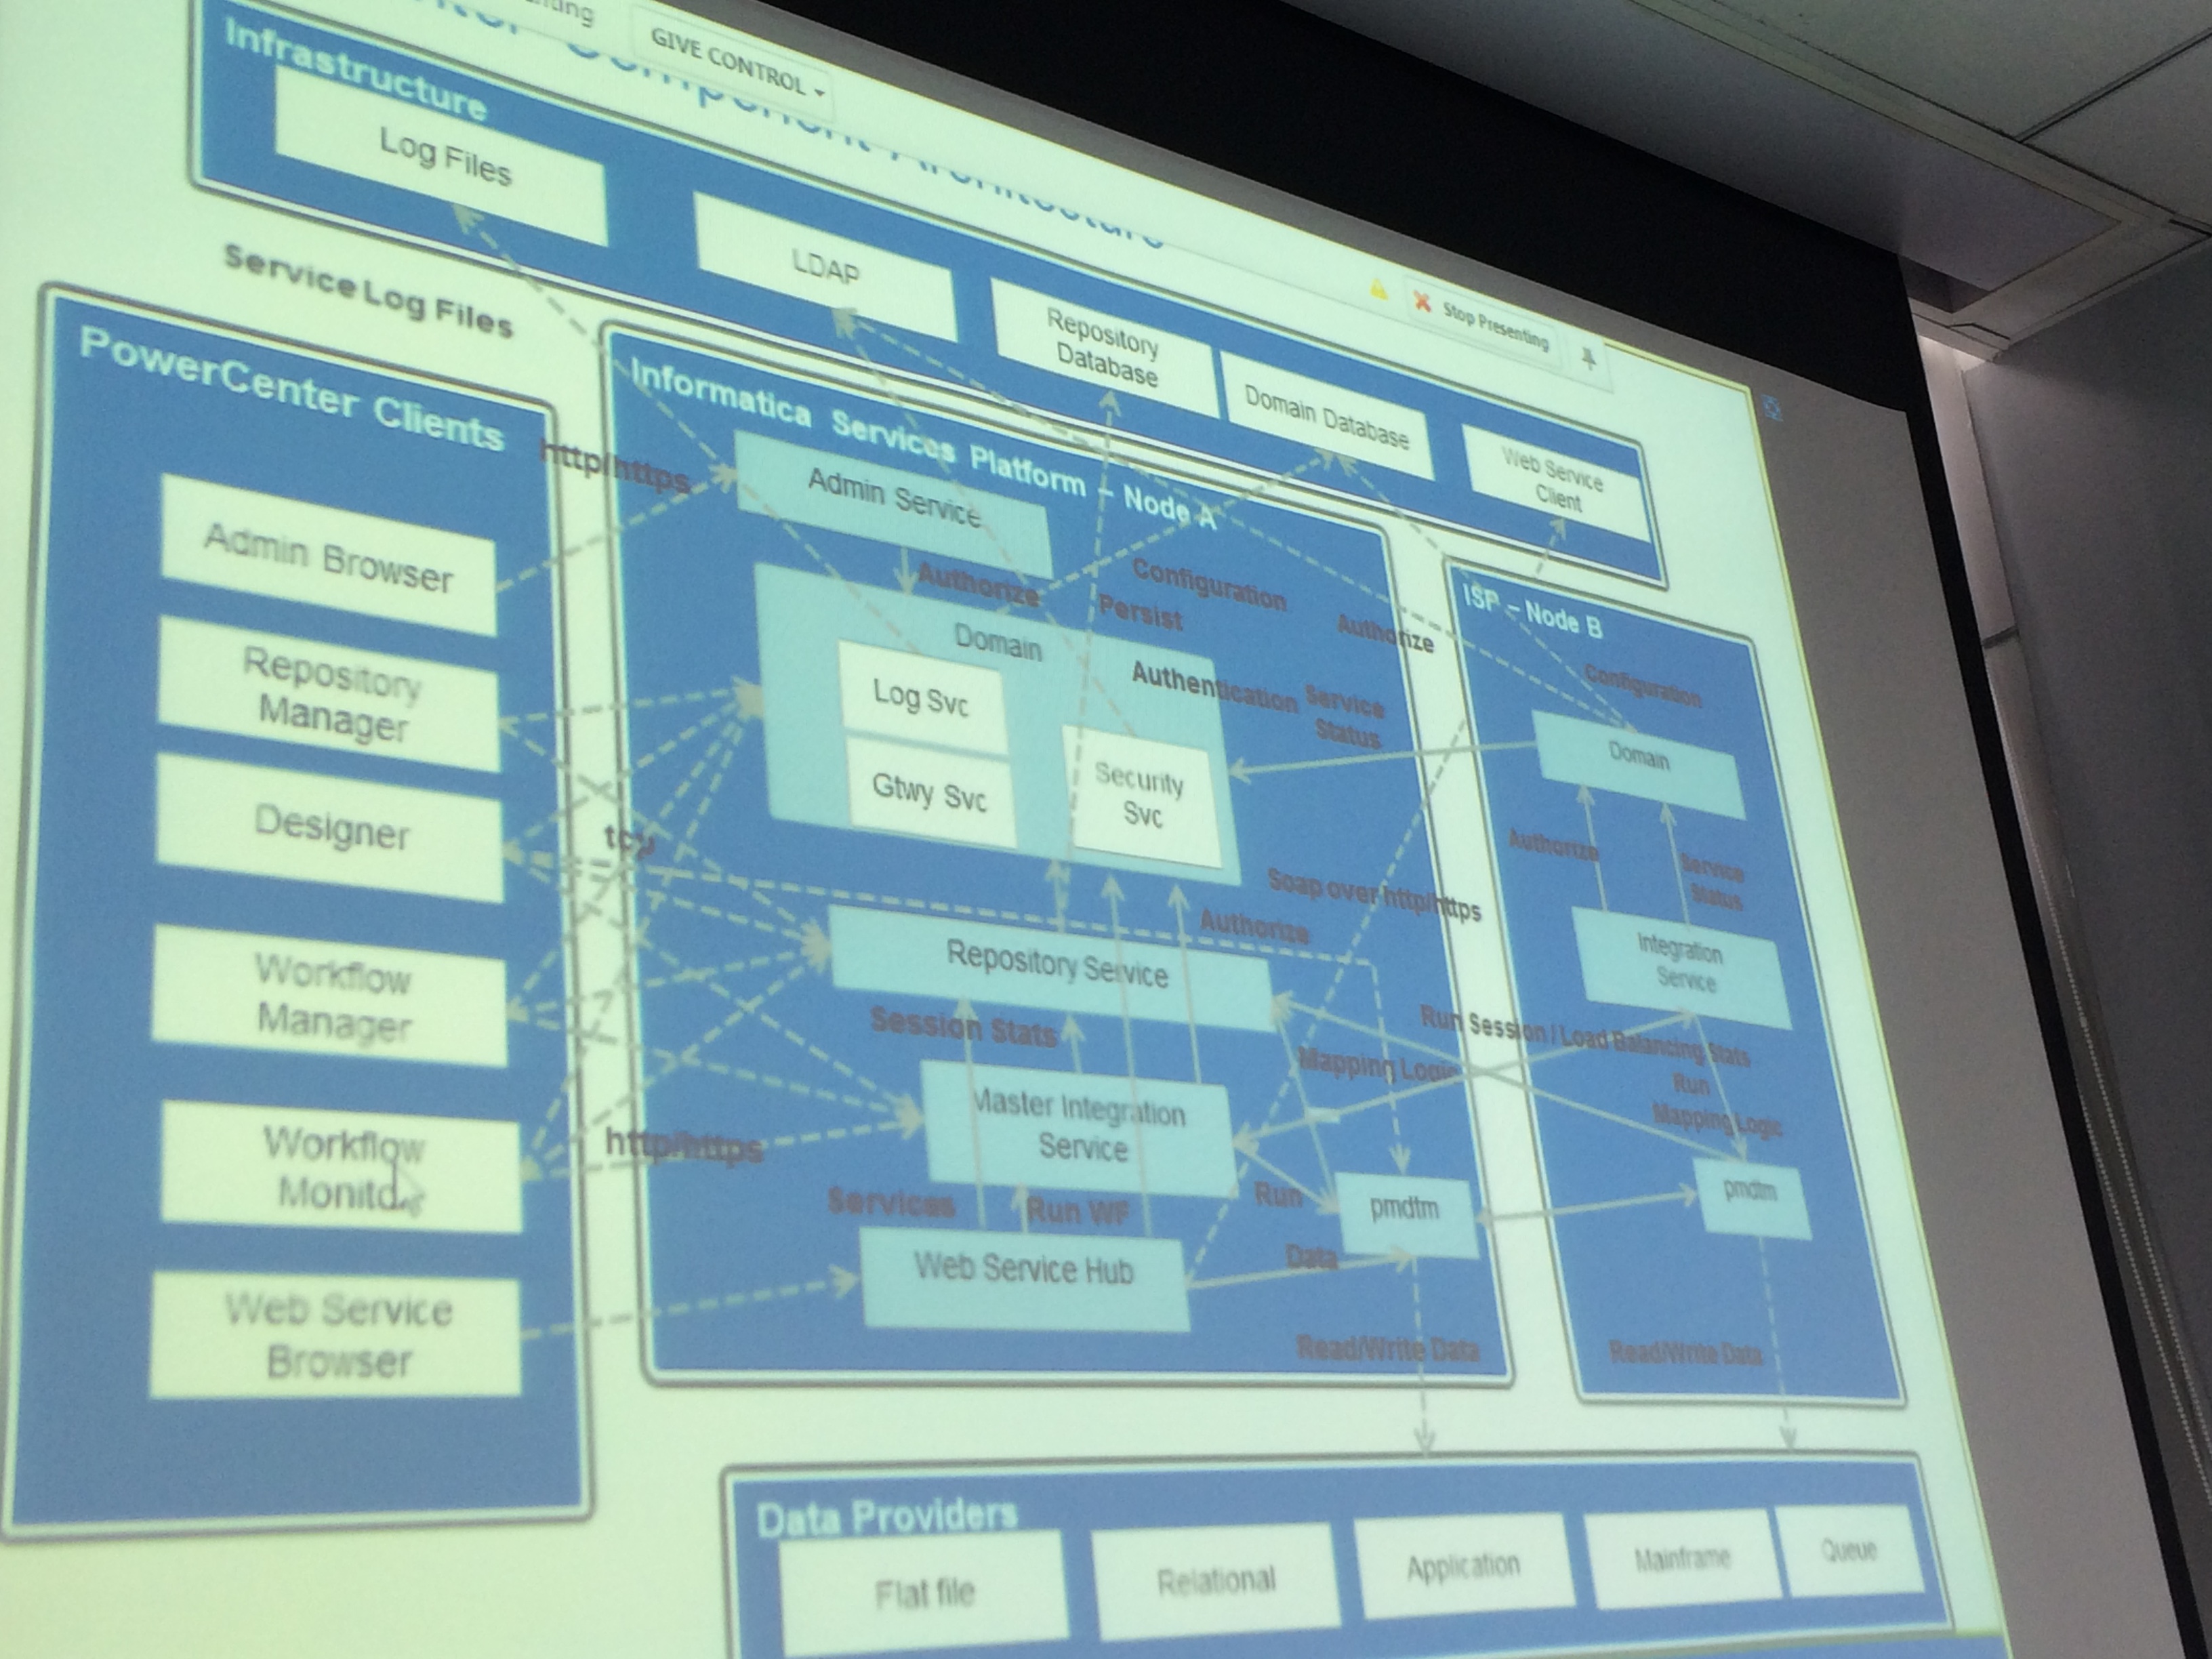 GIVE CONTROL
Component Architecture
Stop Presenting
Infrastructure
Log Files
LDAP
Repository
Database
Domain Database
Web Service
Client
Service Log Files
PowerCenter Clients
Admin Browser
Repository
Manager
Designer
Workflow
Manager
Workflow
Monitor
Web Service
Browser
http/https
tcp
http/https
Informatica Services Platform – Node A
Admin Service
Authorize
Configuration
Persist
Authorize
Domain
Log Svc
Gtwy Svc
Security
Svc
Authentication
Service
Status
Soap over http/https
Authorize
Repository Service
Session Stats
Mapping Logic
Master Integration
Service
Services
Run WF
Run
pmdtm
Web Service Hub
Data
Read/Write Data
ISP – Node B
Configuration
Domain
Authorize
Service
Status
Integration
Service
Run Session / Load Balancing Stats
Run
Mapping Logic
pmdtm
Read/Write Data
Data Providers
Flat file
Relational
Application
Mainframe
Queue